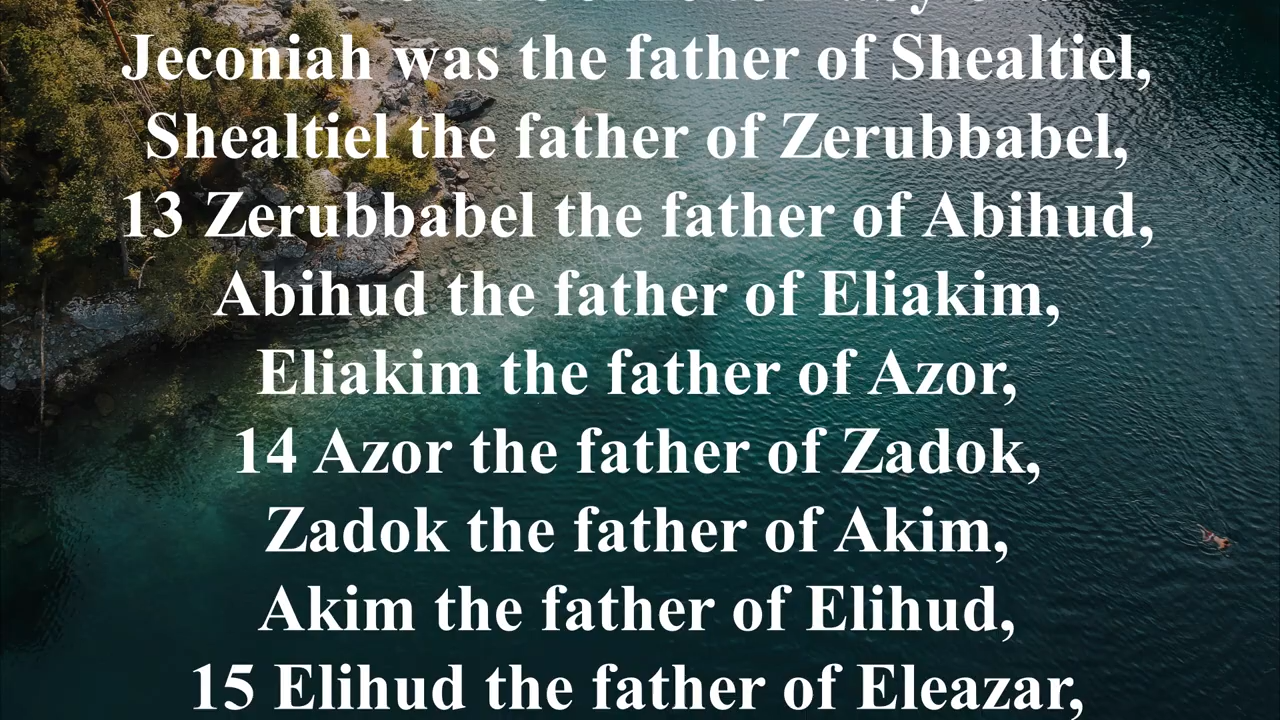 Jeconiah was the father of Shealtiel,
Shealtiel the father of Zerubbabel,
13 Zerubbabel the father of Abihud,
Abihud the father of Eliakim,
Eliakim the father of Azor,
14 Azor the father of Zadok,
Zadok the father of Akim,
Akim the father of Elihud,
15 Elihud the father of Eleazar,